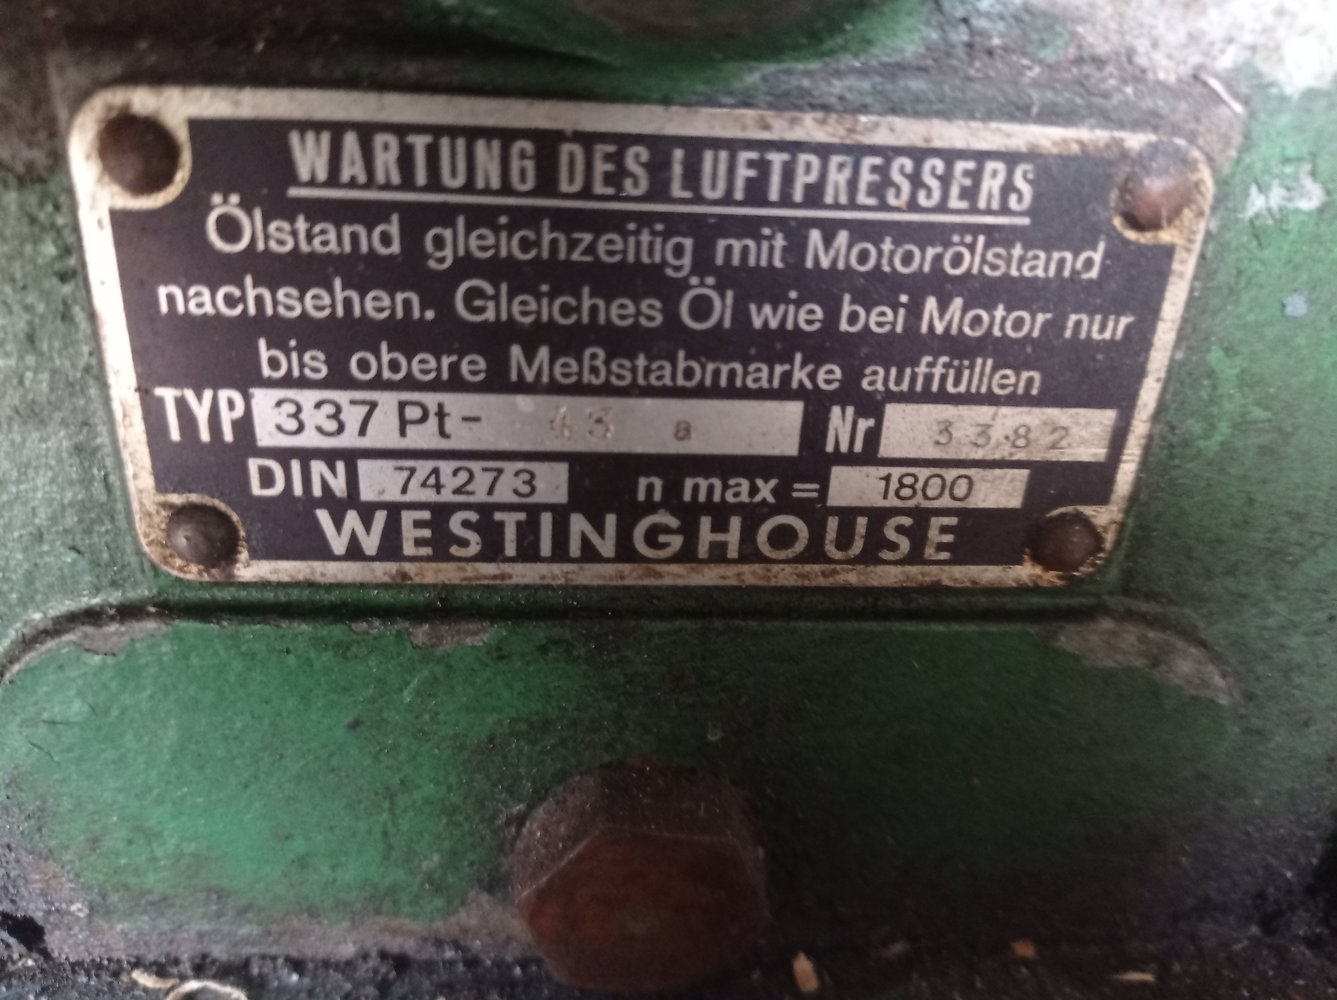 WARTUNG DES LUFTPRESSERS
Ölstand gleichzeitig mit Motorölstand
nachsehen. Gleiches Öl wie bei Motor nur
bis obere Meßstabmarke auffüllen
TYP 337 Pt- 43 a Nr 3382
DIN 74273 n max = 1800
WESTINGHOUSE